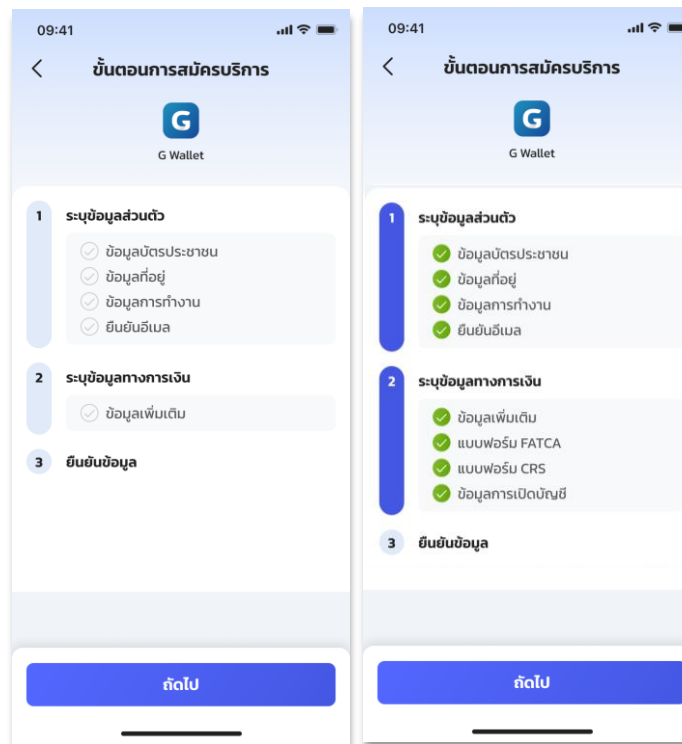 09:41
ขั้นตอนการสมัครบริการ
G
G Wallet
1 ระบุข้อมูลส่วนตัว
ข้อมูลบัตรประชาชน
ข้อมูลที่อยู่
ข้อมูลการทำงาน
ยืนยันอีเมล
2 ระบุข้อมูลทางการเงิน
ข้อมูลเพิ่มเติม
3 ยืนยันข้อมูล
ถัดไป
09:41
ขั้นตอนการสมัครบริการ
G
G Wallet
1 ระบุข้อมูลส่วนตัว
ข้อมูลบัตรประชาชน
ข้อมูลที่อยู่
ข้อมูลการทำงาน
ยืนยันอีเมล
2 ระบุข้อมูลทางการเงิน
ข้อมูลเพิ่มเติม
แบบฟอร์ม FATCA
แบบฟอร์ม CRS
ข้อมูลการเปิดบัญชี
3 ยืนยันข้อมูล
ถัดไป